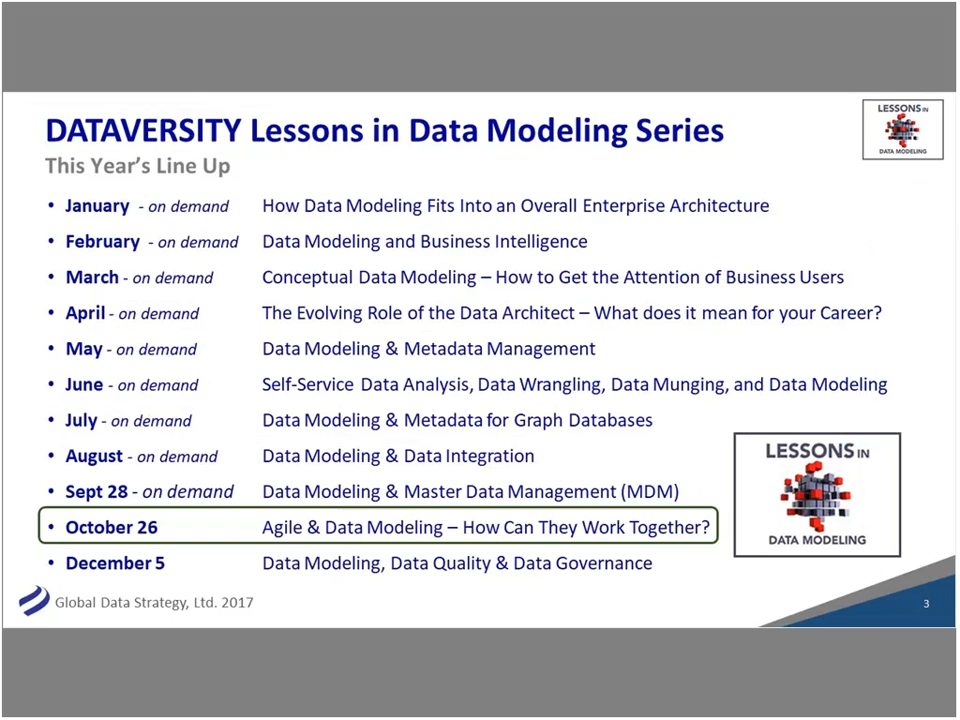 DATAVERSITY Lessons in Data Modeling Series
This Year's Line Up
LESSONS IN
DATA MODELING
• January - on demand How Data Modeling Fits Into an Overall Enterprise Architecture
• February - on demand Data Modeling and Business Intelligence
• March - on demand Conceptual Data Modeling – How to Get the Attention of Business Users
• April - on demand The Evolving Role of the Data Architect – What does it mean for your Career?
• May - on demand Data Modeling & Metadata Management
• June - on demand Self-Service Data Analysis, Data Wrangling, Data Munging, and Data Modeling
• July - on demand Data Modeling & Metadata for Graph Databases
• August - on demand Data Modeling & Data Integration
• Sept 28 - on demand Data Modeling & Master Data Management (MDM)
• October 26 Agile & Data Modeling – How Can They Work Together?
• December 5 Data Modeling, Data Quality & Data Governance
LESSONS IN
DATA MODELING
Global Data Strategy, Ltd. 2017
3